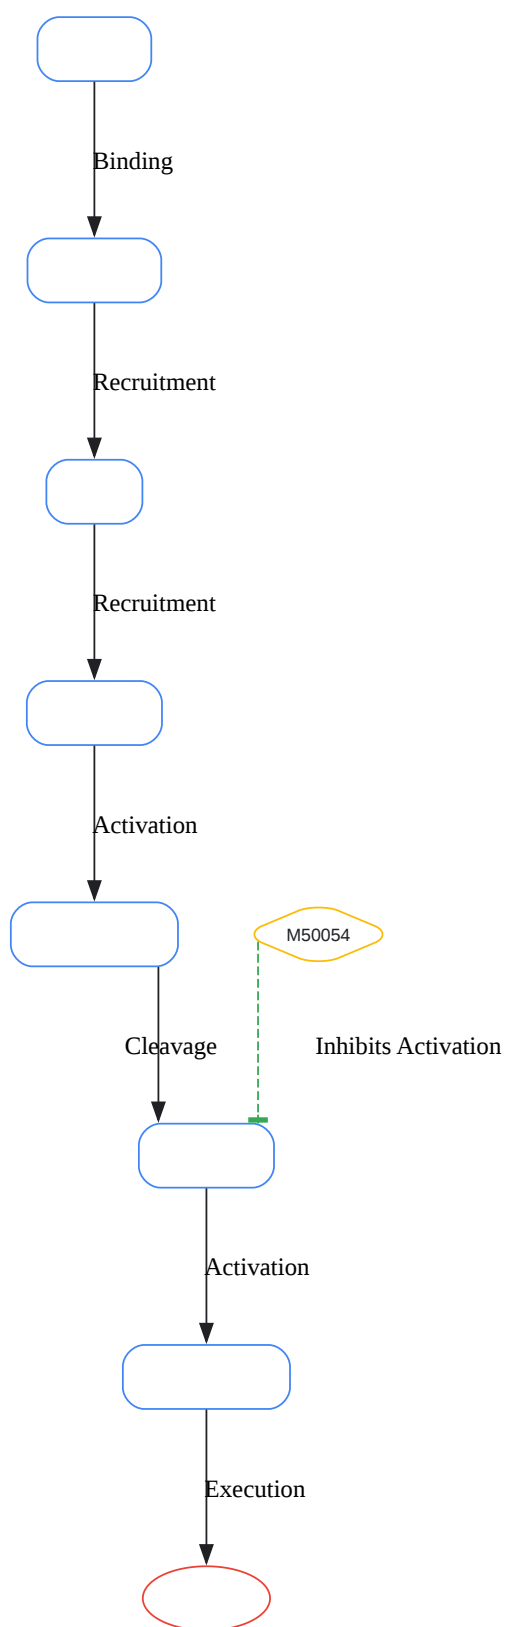 Binding
Recruitment
Recruitment
Activation
M50054
Cleavage
Inhibits Activation
Activation
Execution